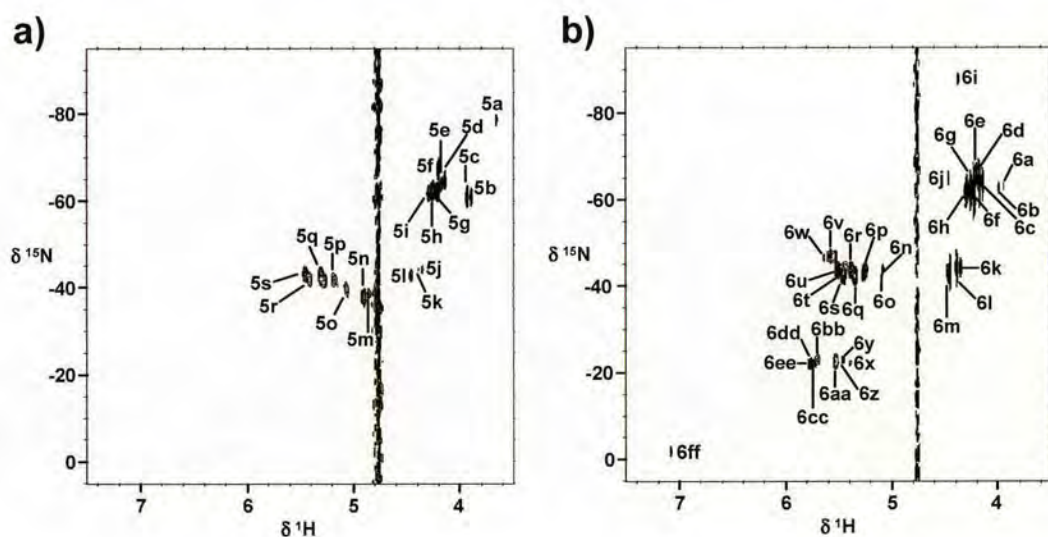 a)
5a
5e
5d
-80
5f
5c
5b
-60
5i
5g
5h
5q
5p
5n
δ ¹⁵N
5s
5l
5j
-40
5r
5k
5o
5m
-20
0
7
6
5
4
δ ¹H
b)
6i
-80
6e
6g
6d
6a
6j
-60
6b
6h
6f
6c
6v
6w
6r
6p
6n
δ ¹⁵N
6u
6k
-40
6t
6o
6s
6q
6l
6m
6dd
6bb
6y
6ee
6x
-20
6aa
6z
6cc
6ff
0
7
6
5
4
δ ¹H